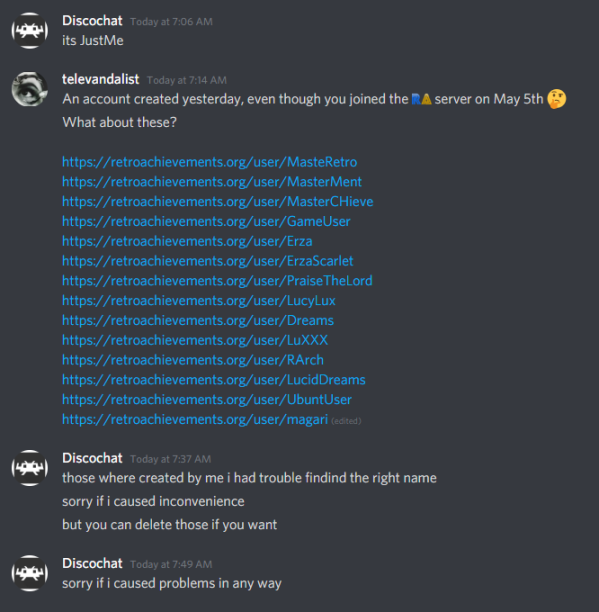 Discochat Today at 7:06 AM
its JustMe
televandalist Today at 7:14 AM
An account created yesterday, even though you joined the RA server on May 5th 🤔
What about these?
https://retroachievements.org/user/MasteRetro
https://retroachievements.org/user/MasterMent
https://retroachievements.org/user/MasterCHieve
https://retroachievements.org/user/GameUser
https://retroachievements.org/user/Erza
https://retroachievements.org/user/ErzaScarlet
https://retroachievements.org/user/PraiseTheLord
https://retroachievements.org/user/LucyLux
https://retroachievements.org/user/Dreams
https://retroachievements.org/user/LuXXX
https://retroachievements.org/user/RArch
https://retroachievements.org/user/LucidDreams
https://retroachievements.org/user/UbuntUser
https://retroachievements.org/user/magari (edited)
Discochat Today at 7:37 AM
those where created by me i had trouble findind the right name
sorry if i caused inconvenience
but you can delete those if you want
Discochat Today at 7:49 AM
sorry if i caused problems in any way